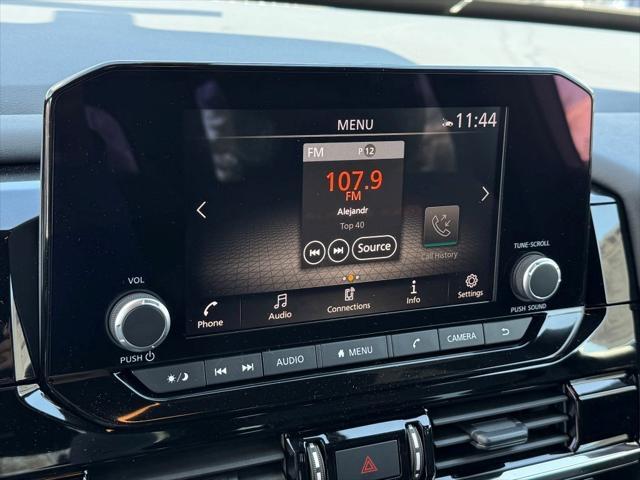 MENU
11:44
FM P 12
107.9
FM
Alejandr
Top 40
Source
Call History
Phone
Audio
Connections
Info
Settings
VOL
PUSH
TUNE·SCROLL
PUSH SOUND
AUDIO
MENU
CAMERA